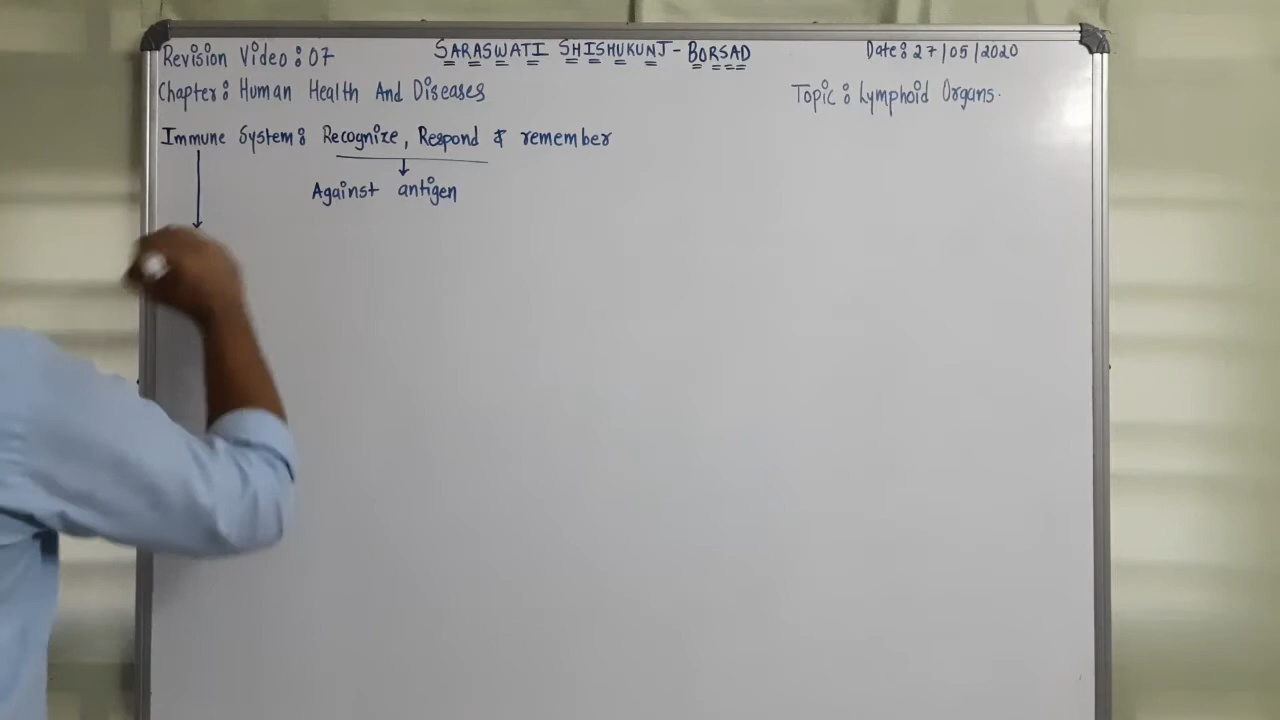 Revision Video : 07 SARASWATI SHISHUKUNJ - BORSAD Date : 27/05/2020
Chapter : Human Health And Diseases Topic : Lymphoid Organs.
Immune System : Recognize, Respond & remember
Against antigen